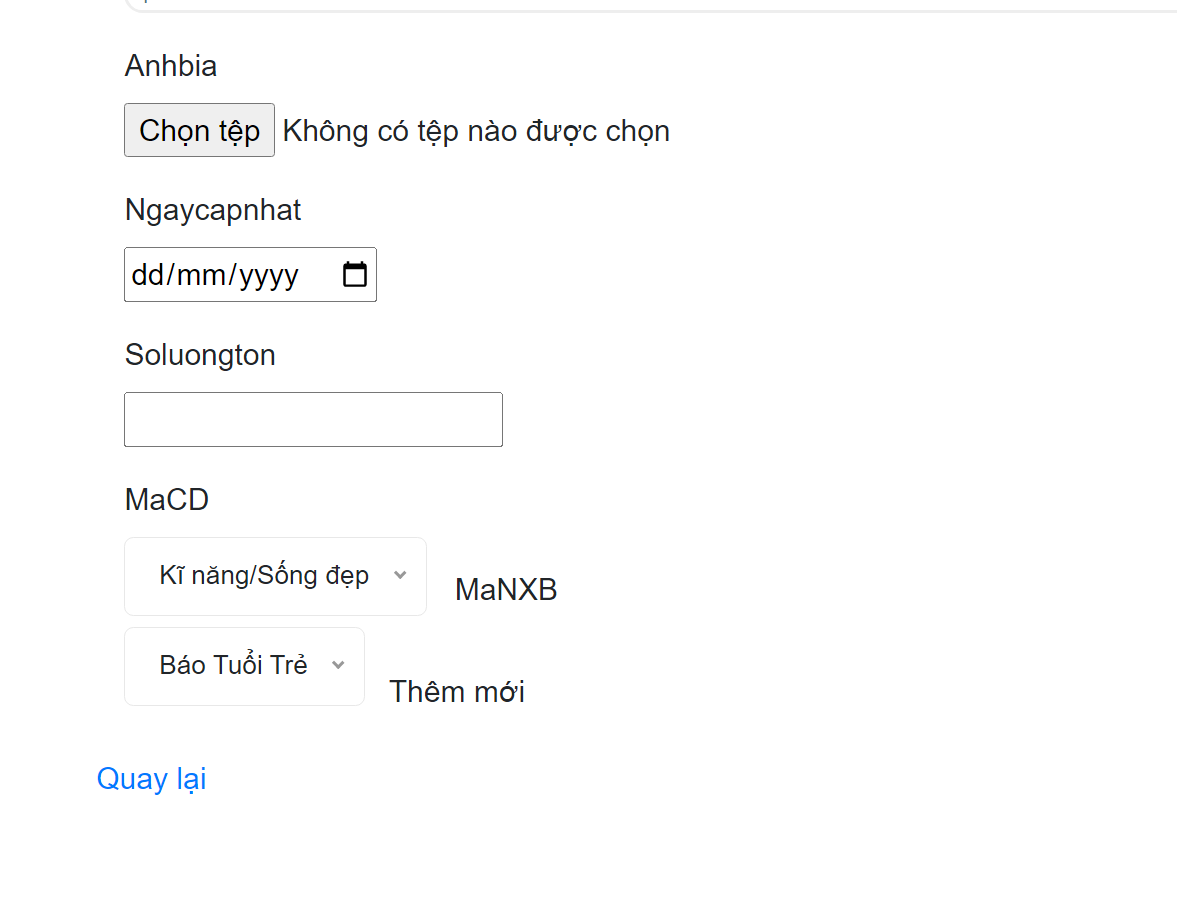 Anhbia
Chọn tệp Không có tệp nào được chọn
Ngaycapnhat
dd/mm/yyyy
Soluongton
MaCD
Kĩ năng/Sống đẹp
MaNXB
Báo Tuổi Trẻ
Thêm mới
Quay lại